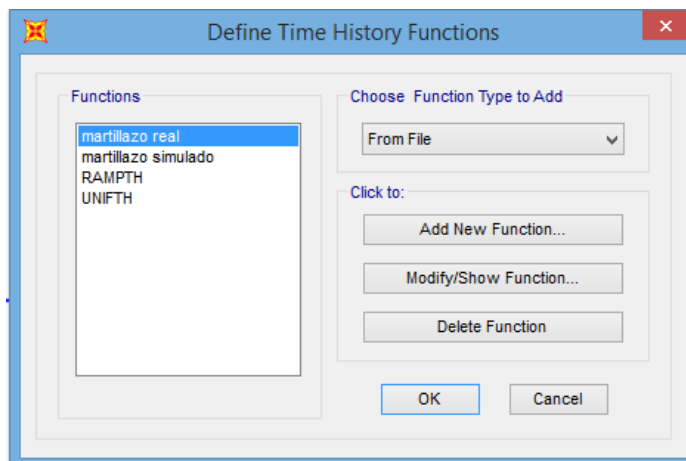 Define Time History Functions
Functions
martillazo real
martillazo simulado
RAMPTH
UNIFTH
Choose Function Type to Add
From File
Click to:
Add New Function...
Modify/Show Function...
Delete Function
OK
Cancel